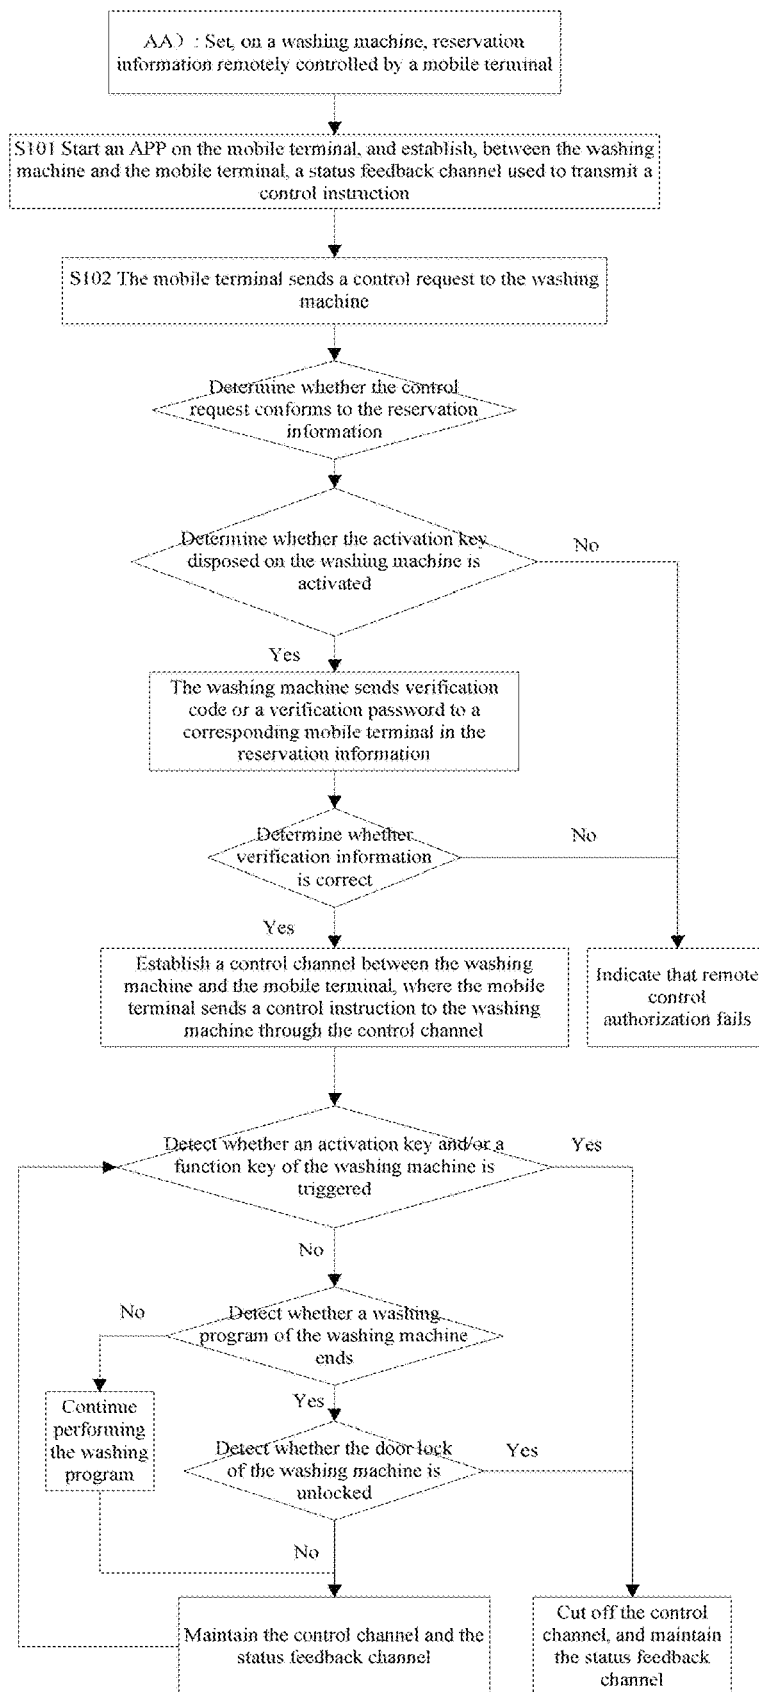 AA）: Set, on a washing machine, reservation
information remotely controlled by a mobile terminal
S101 Start an APP on the mobile terminal, and establish, between the washing
machine and the mobile terminal, a status feedback channel used to transmit a
control instruction
S102 The mobile terminal sends a control request to the washing
machine
Determine whether the control
request conforms to the reservation
information
Determine whether the activation key
disposed on the washing machine is
activated
No
Yes
The washing machine sends verification
code or a verification password to a
corresponding mobile terminal in the
reservation information
Determine whether
verification information
is correct
No
Yes
Establish a control channel between the washing
machine and the mobile terminal, where the mobile
terminal sends a control instruction to the washing
machine through the control channel
Indicate that remote
control
authorization fails
Detect whether an activation key and/or a
function key of the washing machine is
triggered
Yes
No
Detect whether a washing
program of the washing machine
ends
No
Yes
Continue
performing
the washing
program
Detect whether the door lock
of the washing machine is
unlocked
Yes
No
Maintain the control channel and the
status feedback channel
Cut off the control
channel, and maintain
the status feedback
channel